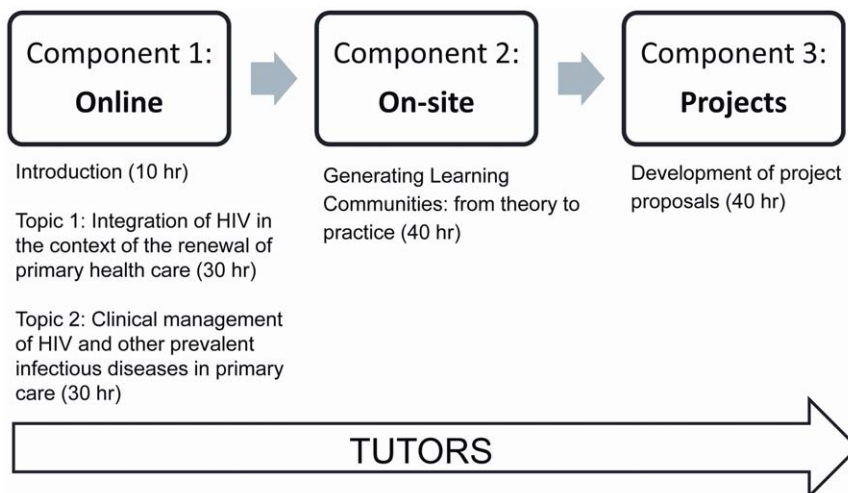 Component 1:
Online
Introduction (10 hr)
Topic 1: Integration of HIV in
the context of the renewal of
primary health care (30 hr)
Topic 2: Clinical management
of HIV and other prevalent
infectious diseases in primary
care (30 hr)
Component 2:
On-site
Generating Learning
Communities: from theory to
practice (40 hr)
Component 3:
Projects
Development of project
proposals (40 hr)
TUTORS